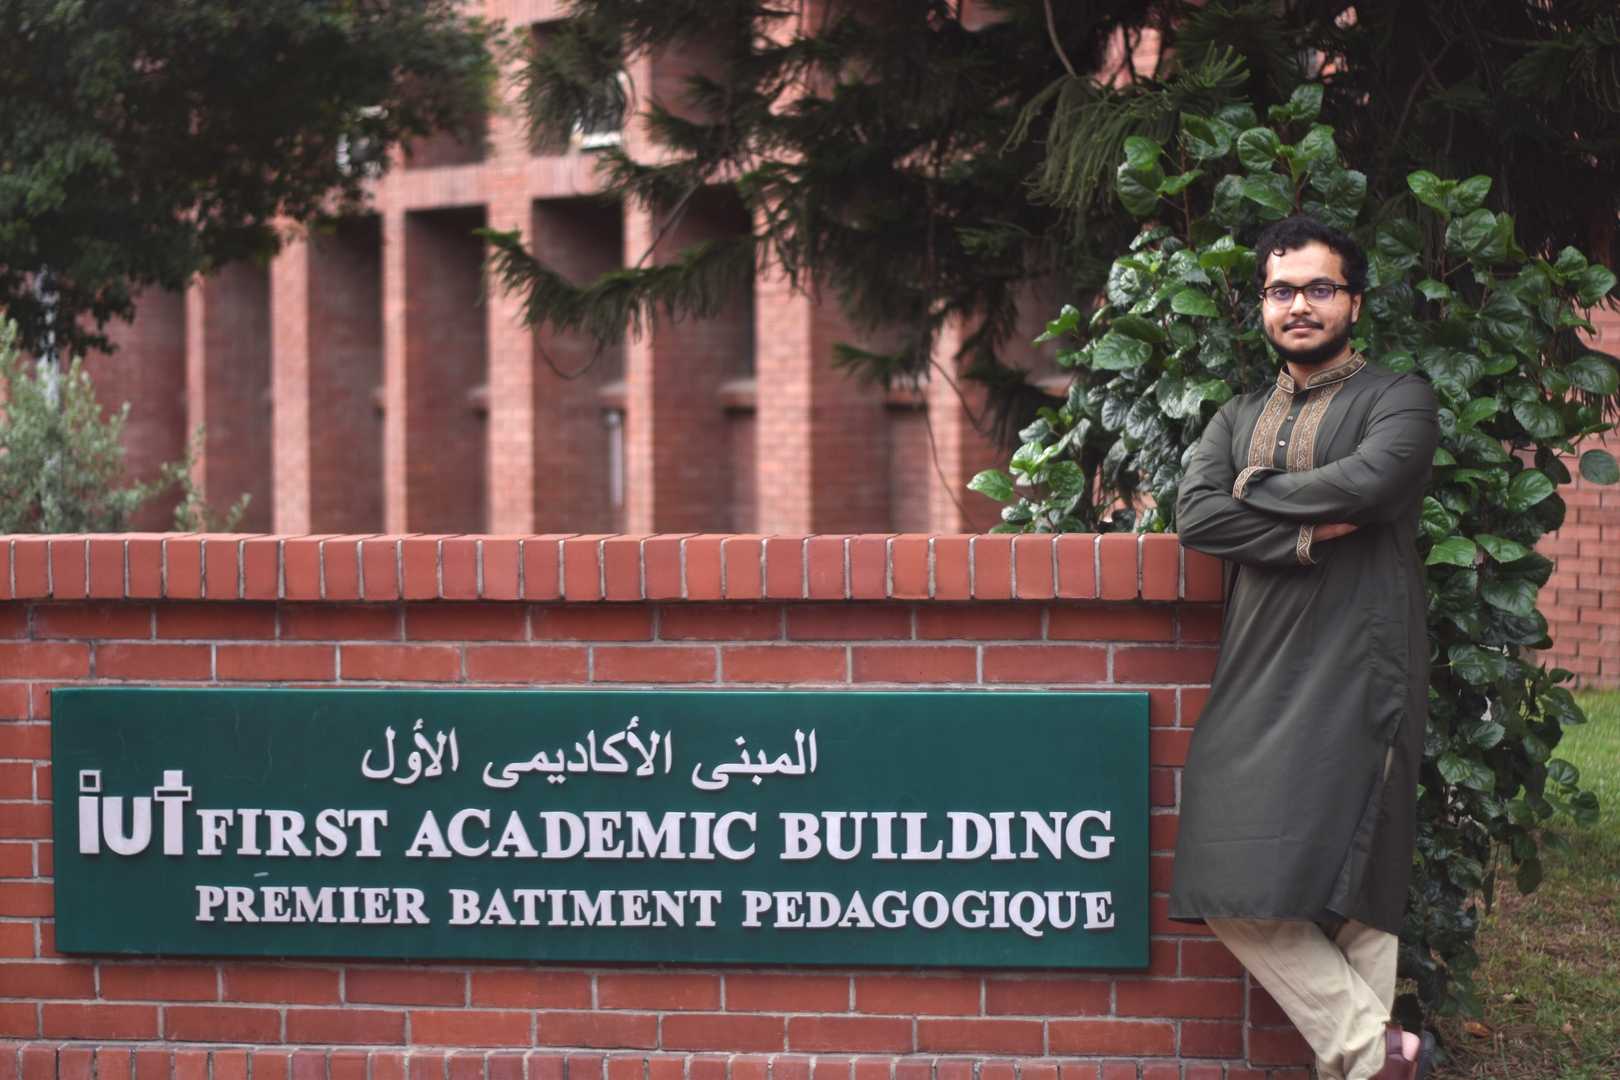 المبنى الأكاديمى الأول
iut FIRST ACADEMIC BUILDING
PREMIER BATIMENT PEDAGOGIQUE